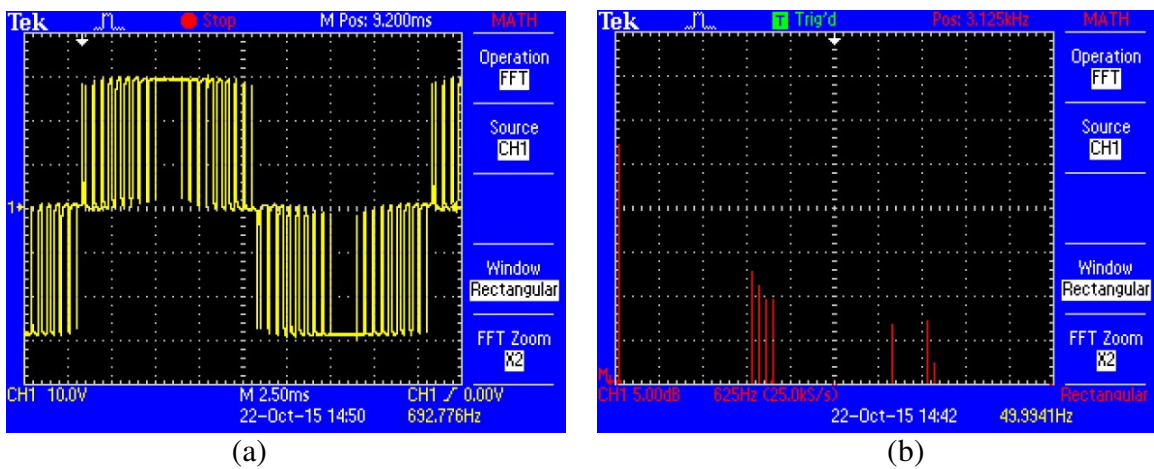 Tek Stop M Pos: 9.200ms MATH
Operation
FFT
Source
CH1
1
Window
Rectangular
FFT Zoom
X2
CH1 10.0V M 2.50ms CH1 0.00V
22-Oct-15 14:50 692.776Hz
(a)
Tek T Trig'd Pos: 3.125kHz MATH
Operation
FFT
Source
CH1
Window
Rectangular
FFT Zoom
X2
M
CH1 5.00dB 625Hz (25.0kS/s) Rectangular
22-Oct-15 14:42 49.9941Hz
(b)